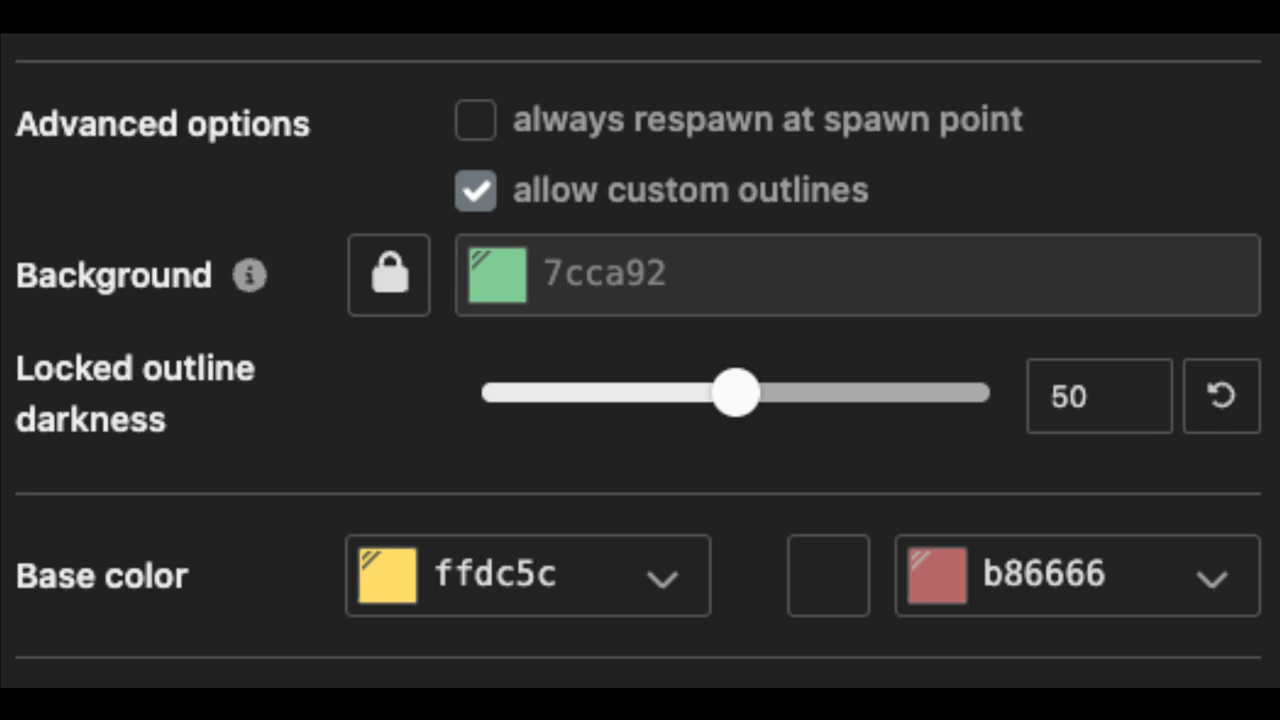 Advanced options
always respawn at spawn point
allow custom outlines
Background
7cca92
Locked outline
darkness
50
Base color
ffdc5c
b86666